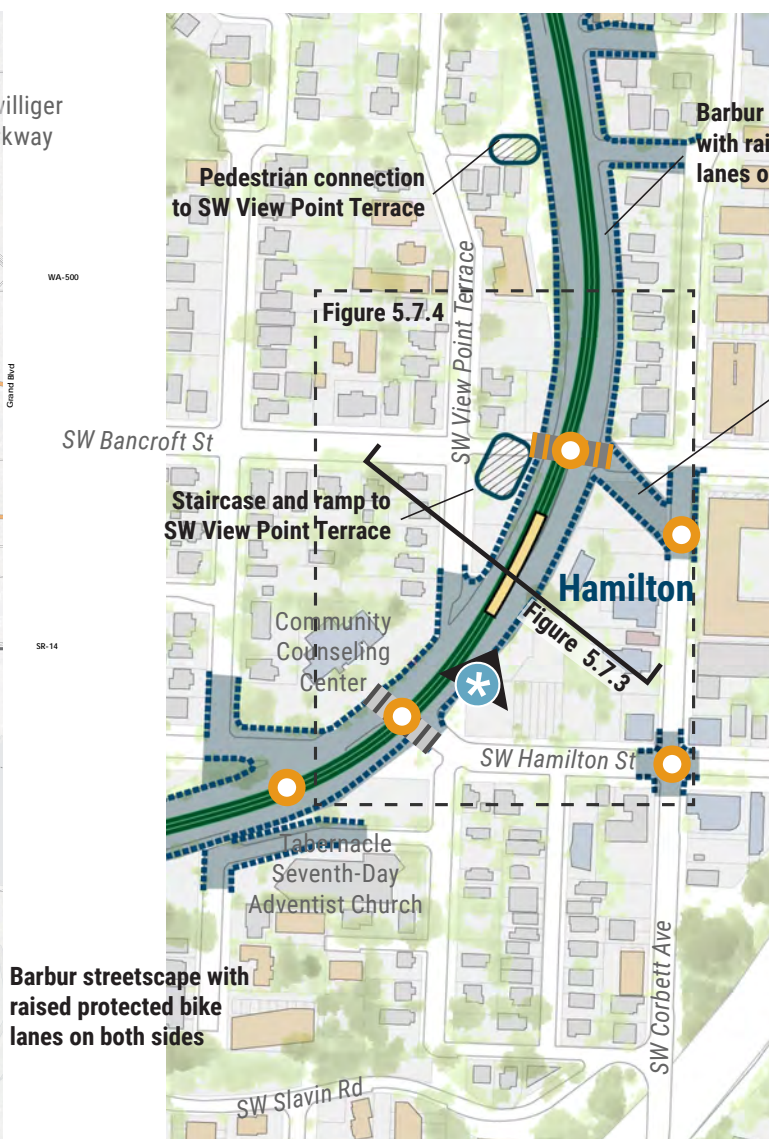 villiger
kway
WA-500
Grand Blvd
SR-14
Barbur
with rai
lanes o
Pedestrian connection
to SW View Point Terrace
Figure 5.7.4
SW View Point Terrace
SW Bancroft St
Staircase and ramp to
SW View Point Terrace
Hamilton
Figure 5.7.3
Community
Counseling
Center
*
SW Hamilton St
Tabernacle
Seventh-Day
Adventist Church
Barbur streetscape with
raised protected bike
lanes on both sides
SW Corbett Ave
SW Slavin Rd